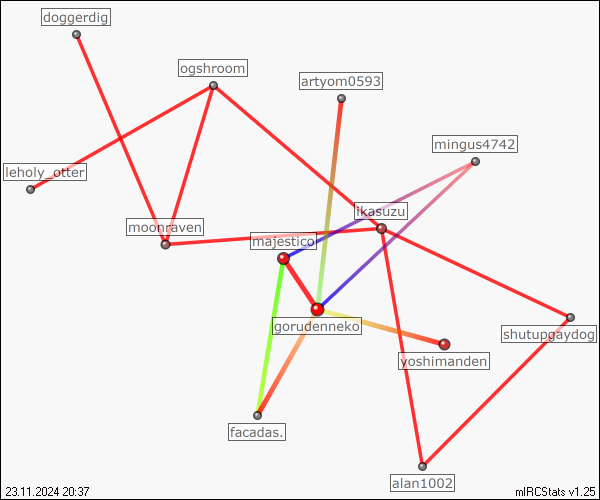 doggerdig
ogshroom
artyom0593
mingus4742
leholy_otter
ikasuzu
moonraven
majestico
gorudenneko
shutupgaydog
yoshimanden
facadas.
alan1002
23.11.2024 20:37
mIRCStats v1.25